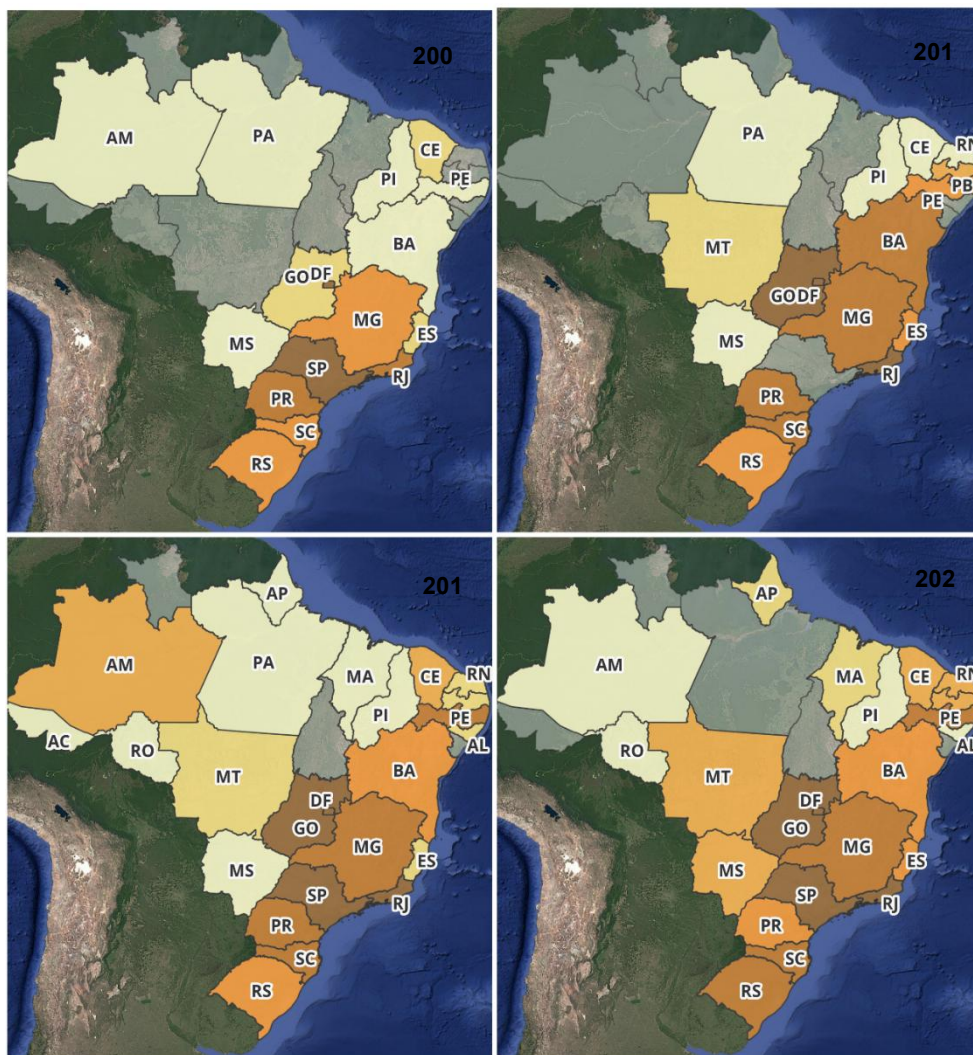 200
AM
PA
CE
PI
PE
BA
GO
DF
MG
ES
MS
SP
RJ
PR
SC
RS
201
PA
CE
RN
PI
PB
PE
MT
BA
GO
DF
MG
MS
ES
RJ
PR
SC
RS
201
AP
AM
PA
MA
CE
RN
PI
PE
AC
RO
AL
MT
BA
DF
GO
MG
MS
ES
SP
RJ
PR
SC
RS
202
AP
AM
MA
CE
RN
PI
PE
RO
AL
MT
BA
DF
GO
MG
MS
ES
SP
RJ
PR
SC
RS